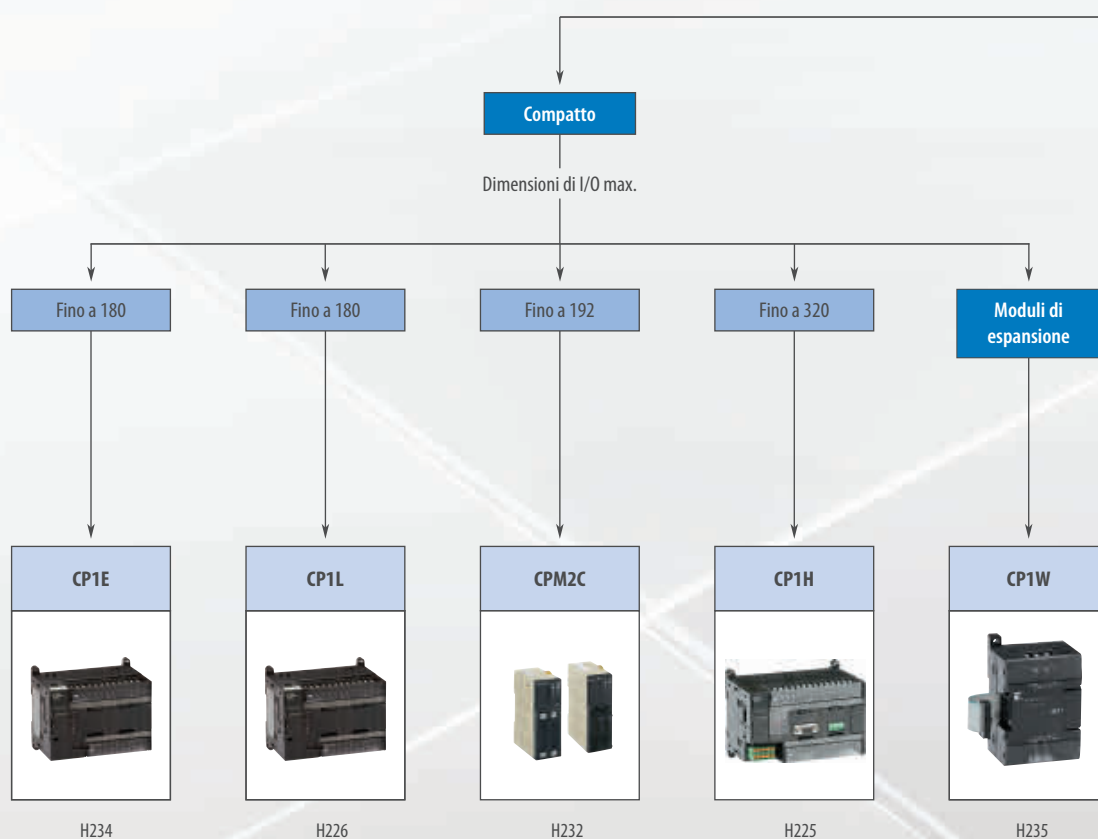 Compatto
Dimensioni di I/O max.
Fino a 180
Fino a 180
Fino a 192
Fino a 320
Moduli di
espansione
CP1E
CP1L
CPM2C
CP1H
CP1W
H234
H226
H232
H225
H235